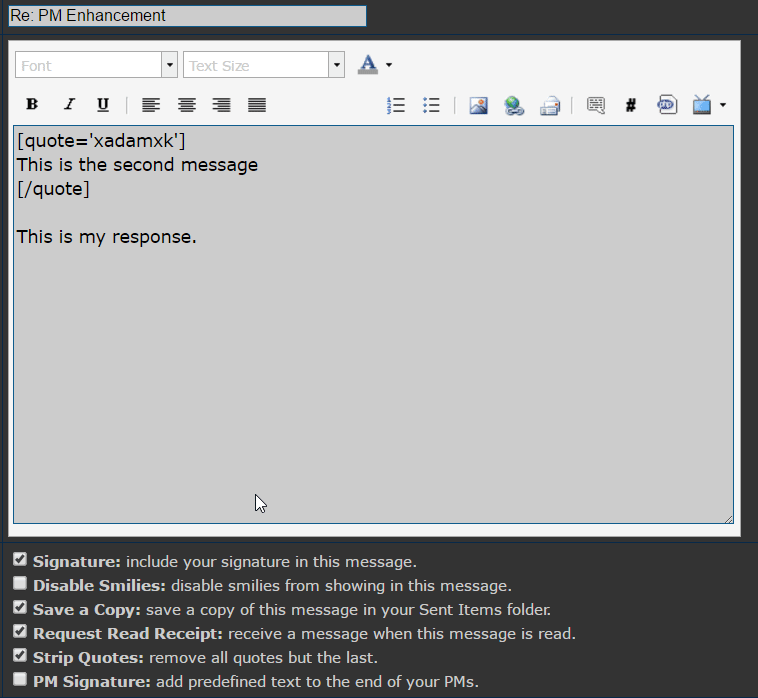 Re: PM Enhancement
Font Text Size A
B I U #
[quote='xadamxk']
This is the second message
[/quote]
This is my response.
Signature: include your signature in this message.
Disable Smilies: disable smilies from showing in this message.
Save a Copy: save a copy of this message in your Sent Items folder.
Request Read Receipt: receive a message when this message is read.
Strip Quotes: remove all quotes but the last.
PM Signature: add predefined text to the end of your PMs.